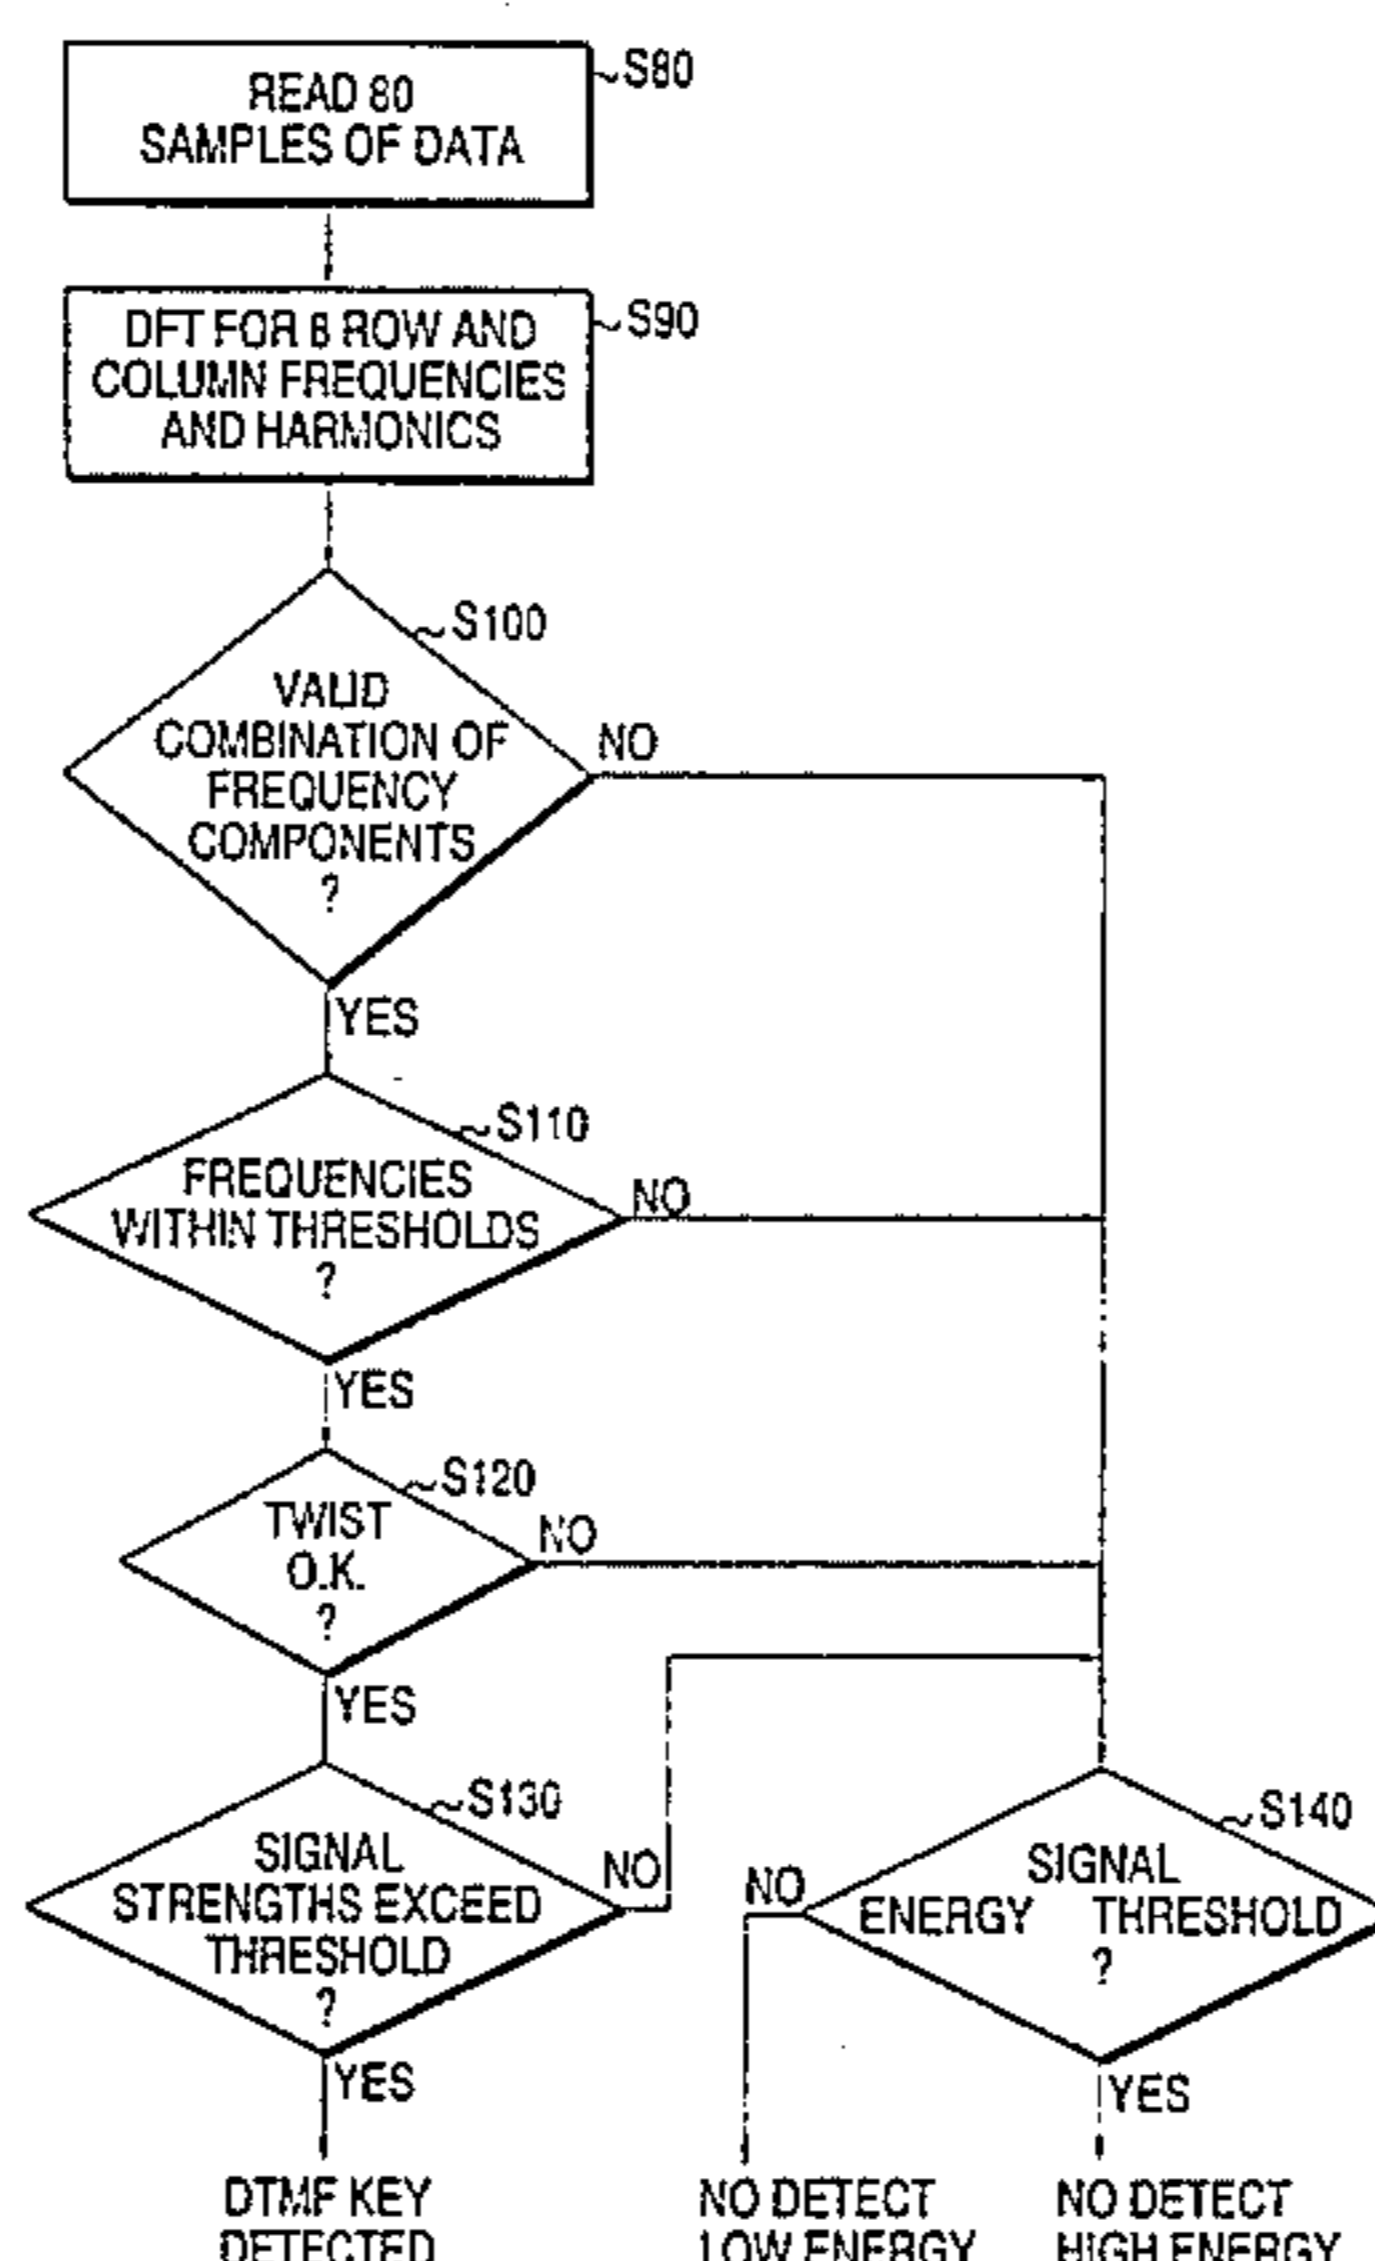 READ 80
SAMPLES OF DATA
S80
DFT FOR 8 ROW AND
COLUMN FREQUENCIES
AND HARMONICS
S90
S100
VALID
COMBINATION OF
FREQUENCY
COMPONENTS
?
NO
YES
S110
FREQUENCIES
WITHIN THRESHOLDS
?
NO
YES
S120
TWIST
O.K.
?
NO
YES
S130
SIGNAL
STRENGTHS EXCEED
THRESHOLD
?
NO
YES
S140
SIGNAL
ENERGY THRESHOLD
?
NO
YES
DTMF KEY
DETECTED
NO DETECT
LOW ENERGY
NO DETECT
HIGH ENERGY